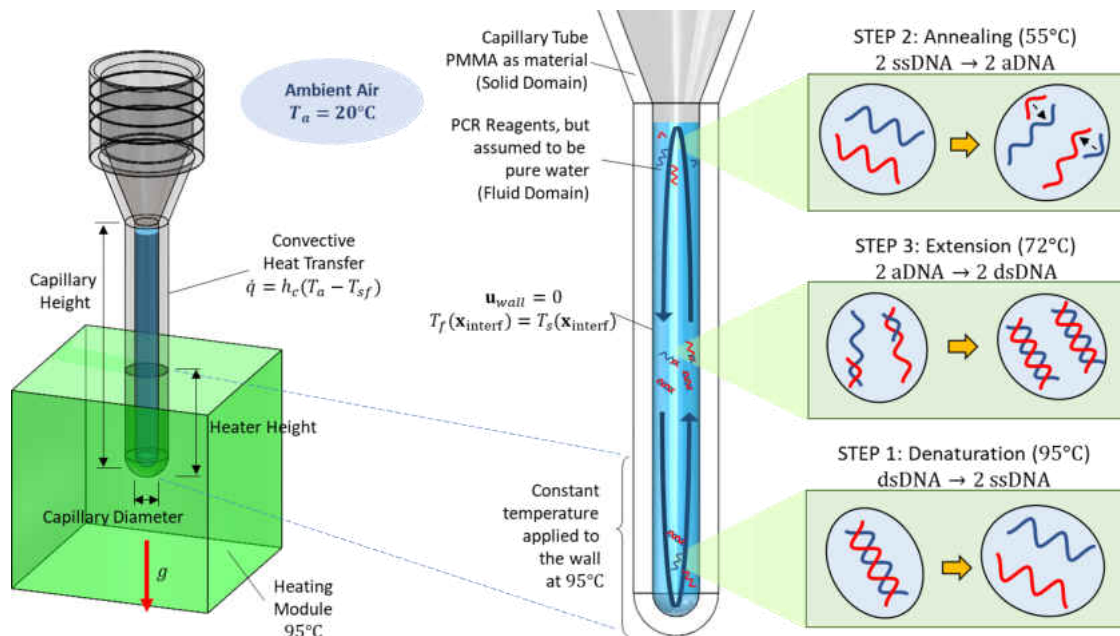 Ambient Air
Tₐ = 20°C
Convective
Heat Transfer
q̇ = h_c(Tₐ − T_sf)
Capillary
Height
Heater Height
Capillary Diameter
g
Heating
Module
95°C
Capillary Tube
PMMA as material
(Solid Domain)
PCR Reagents, but
assumed to be
pure water
(Fluid Domain)
u_wall = 0
T_f(x_interf) = T_s(x_interf)
Constant
temperature
applied to
the wall
at 95°C
STEP 2: Annealing (55°C)
2 ssDNA → 2 aDNA
STEP 3: Extension (72°C)
2 aDNA → 2 dsDNA
STEP 1: Denaturation (95°C)
dsDNA → 2 ssDNA